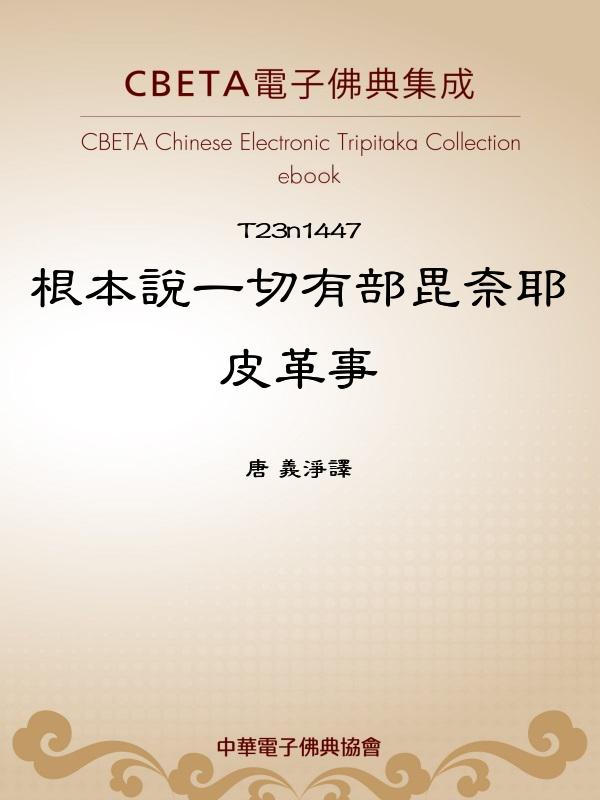 CBETA電子佛典集成
CBETA Chinese Electronic Tripitaka Collection
ebook
T23n1447
根本說一切有部毘奈耶
皮革事
唐 義淨譯
中華電子佛典協會